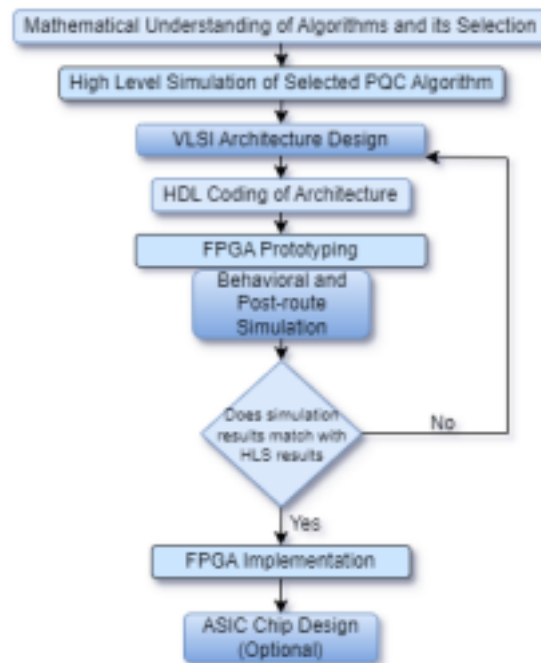 Mathematical Understanding of Algorithms and its Selection
High Level Simulation of Selected PQC Algorithm
VLSI Architecture Design
HDL Coding of Architecture
FPGA Prototyping
Behavioral and
Post-route
Simulation
Does simulation
results match with
HLS results
No
Yes
FPGA Implementation
ASIC Chip Design
(Optional)